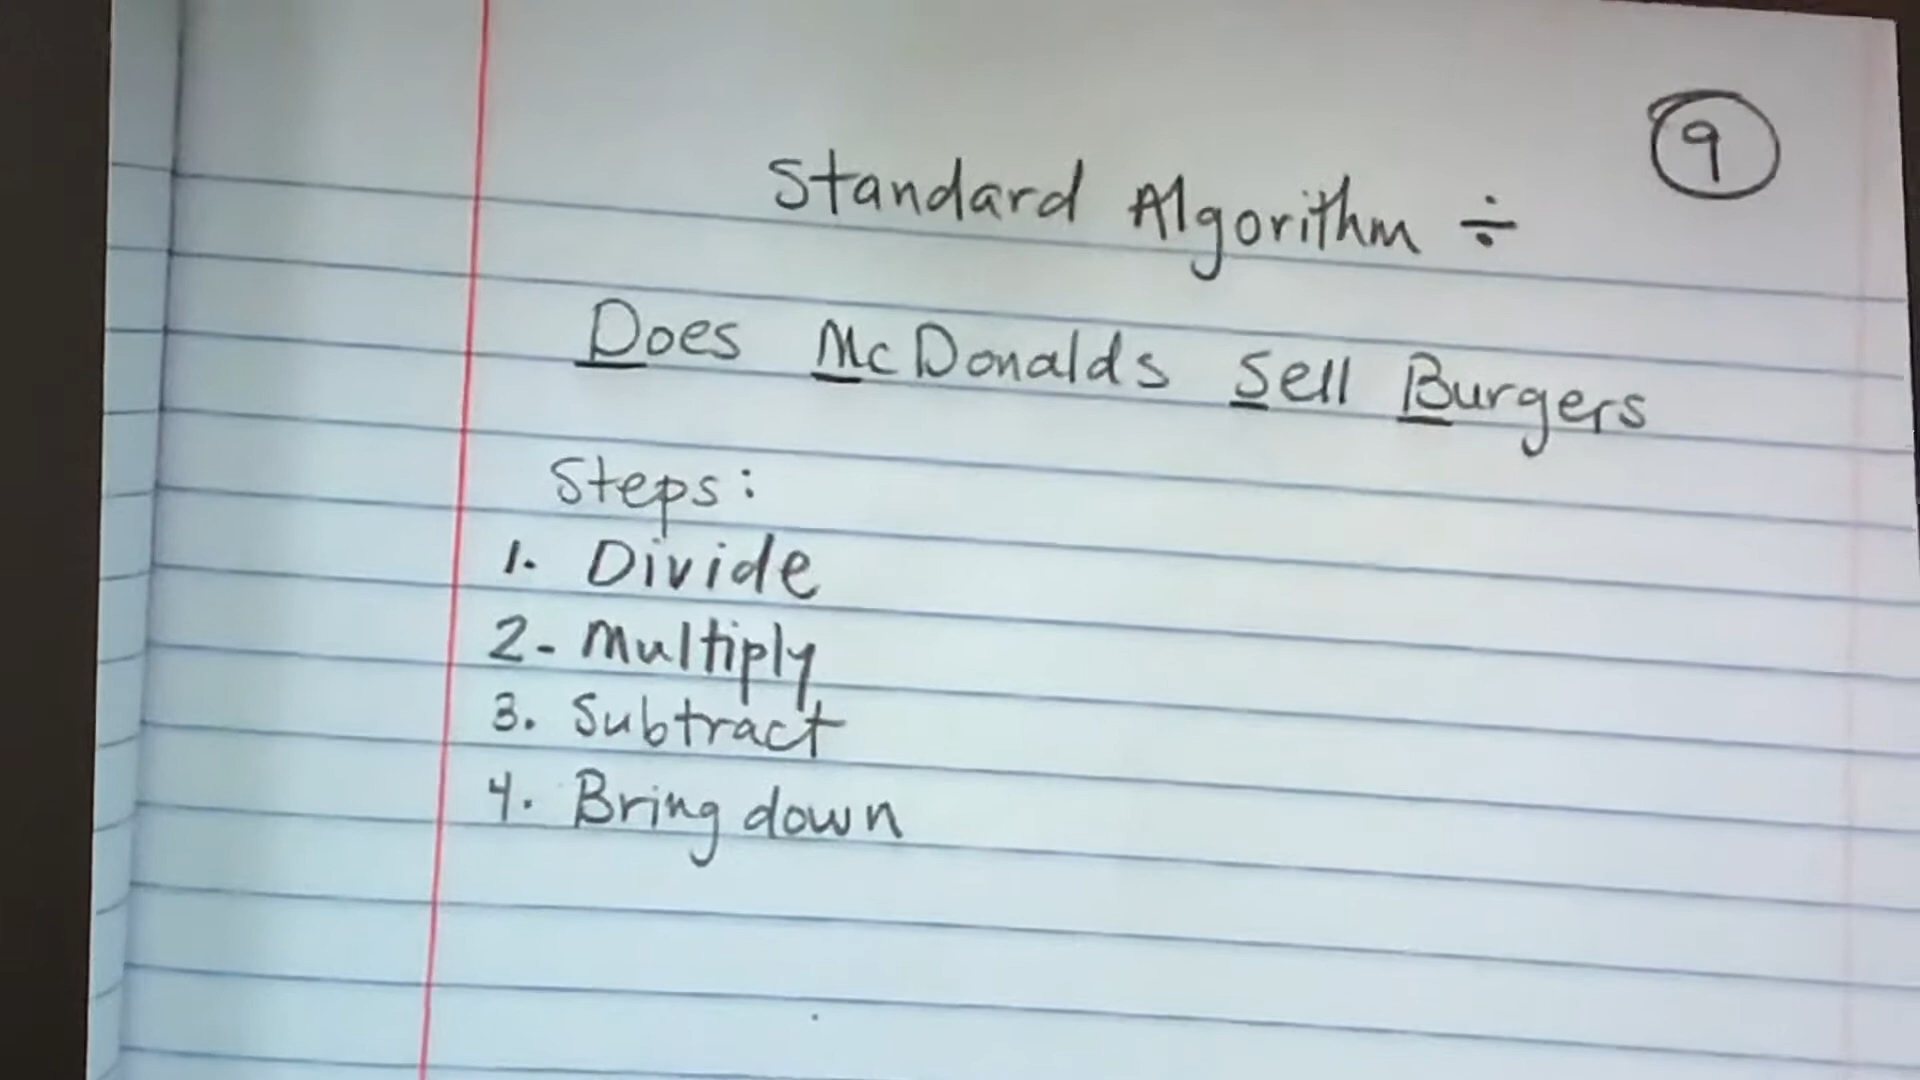 9
Standard Algorithm ÷
Does McDonalds Sell Burgers
Steps:
1. Divide
2- Multiply
3. Subtract
4. Bring down